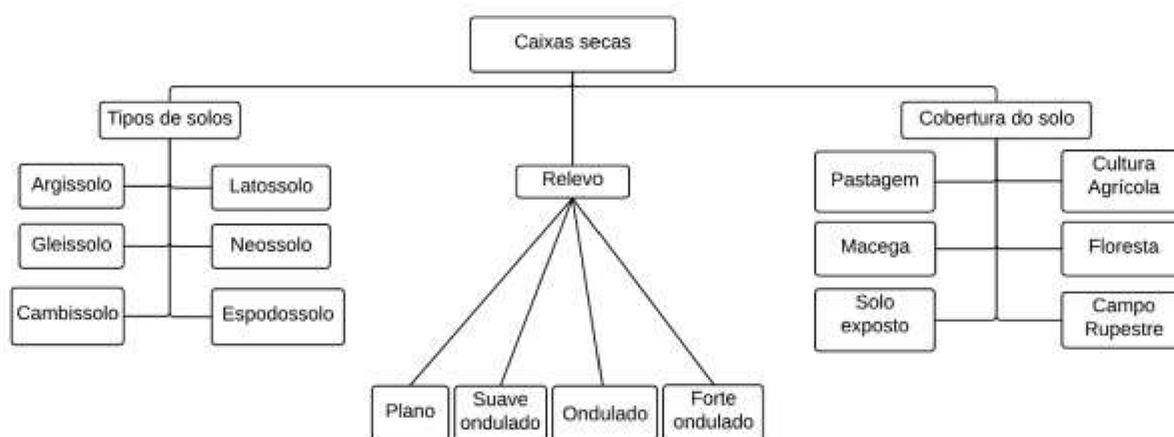 Caixas secas
Tipos de solos
Cobertura do solo
Argissolo
Latossolo
Gleissolo
Neossolo
Cambissolo
Espodossolo
Relevo
Plano
Suave
ondulado
Ondulado
Forte
ondulado
Pastagem
Cultura
Agrícola
Macega
Floresta
Solo
exposto
Campo
Rupestre